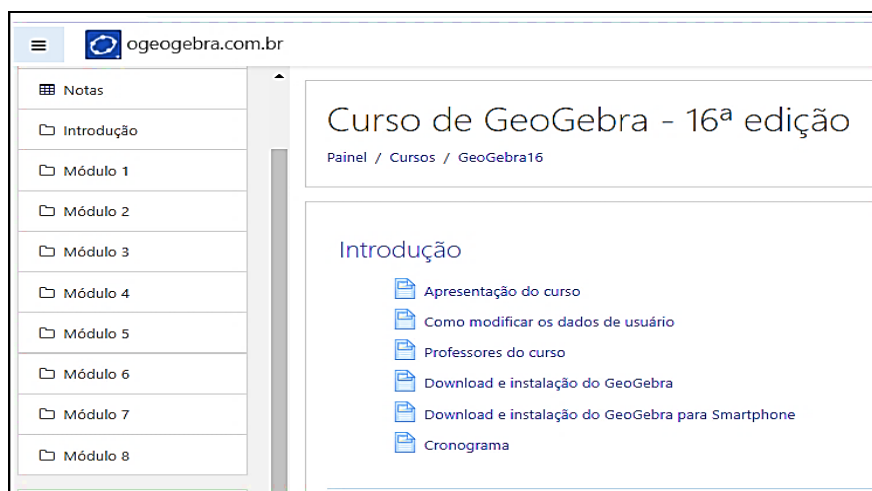 ogeogebra.com.br
Notas
Introdução
Módulo 1
Módulo 2
Módulo 3
Módulo 4
Módulo 5
Módulo 6
Módulo 7
Módulo 8
Curso de GeoGebra - 16ª edição
Painel / Cursos / GeoGebra16
Introdução
Apresentação do curso
Como modificar os dados de usuário
Professores do curso
Download e instalação do GeoGebra
Download e instalação do GeoGebra para Smartphone
Cronograma